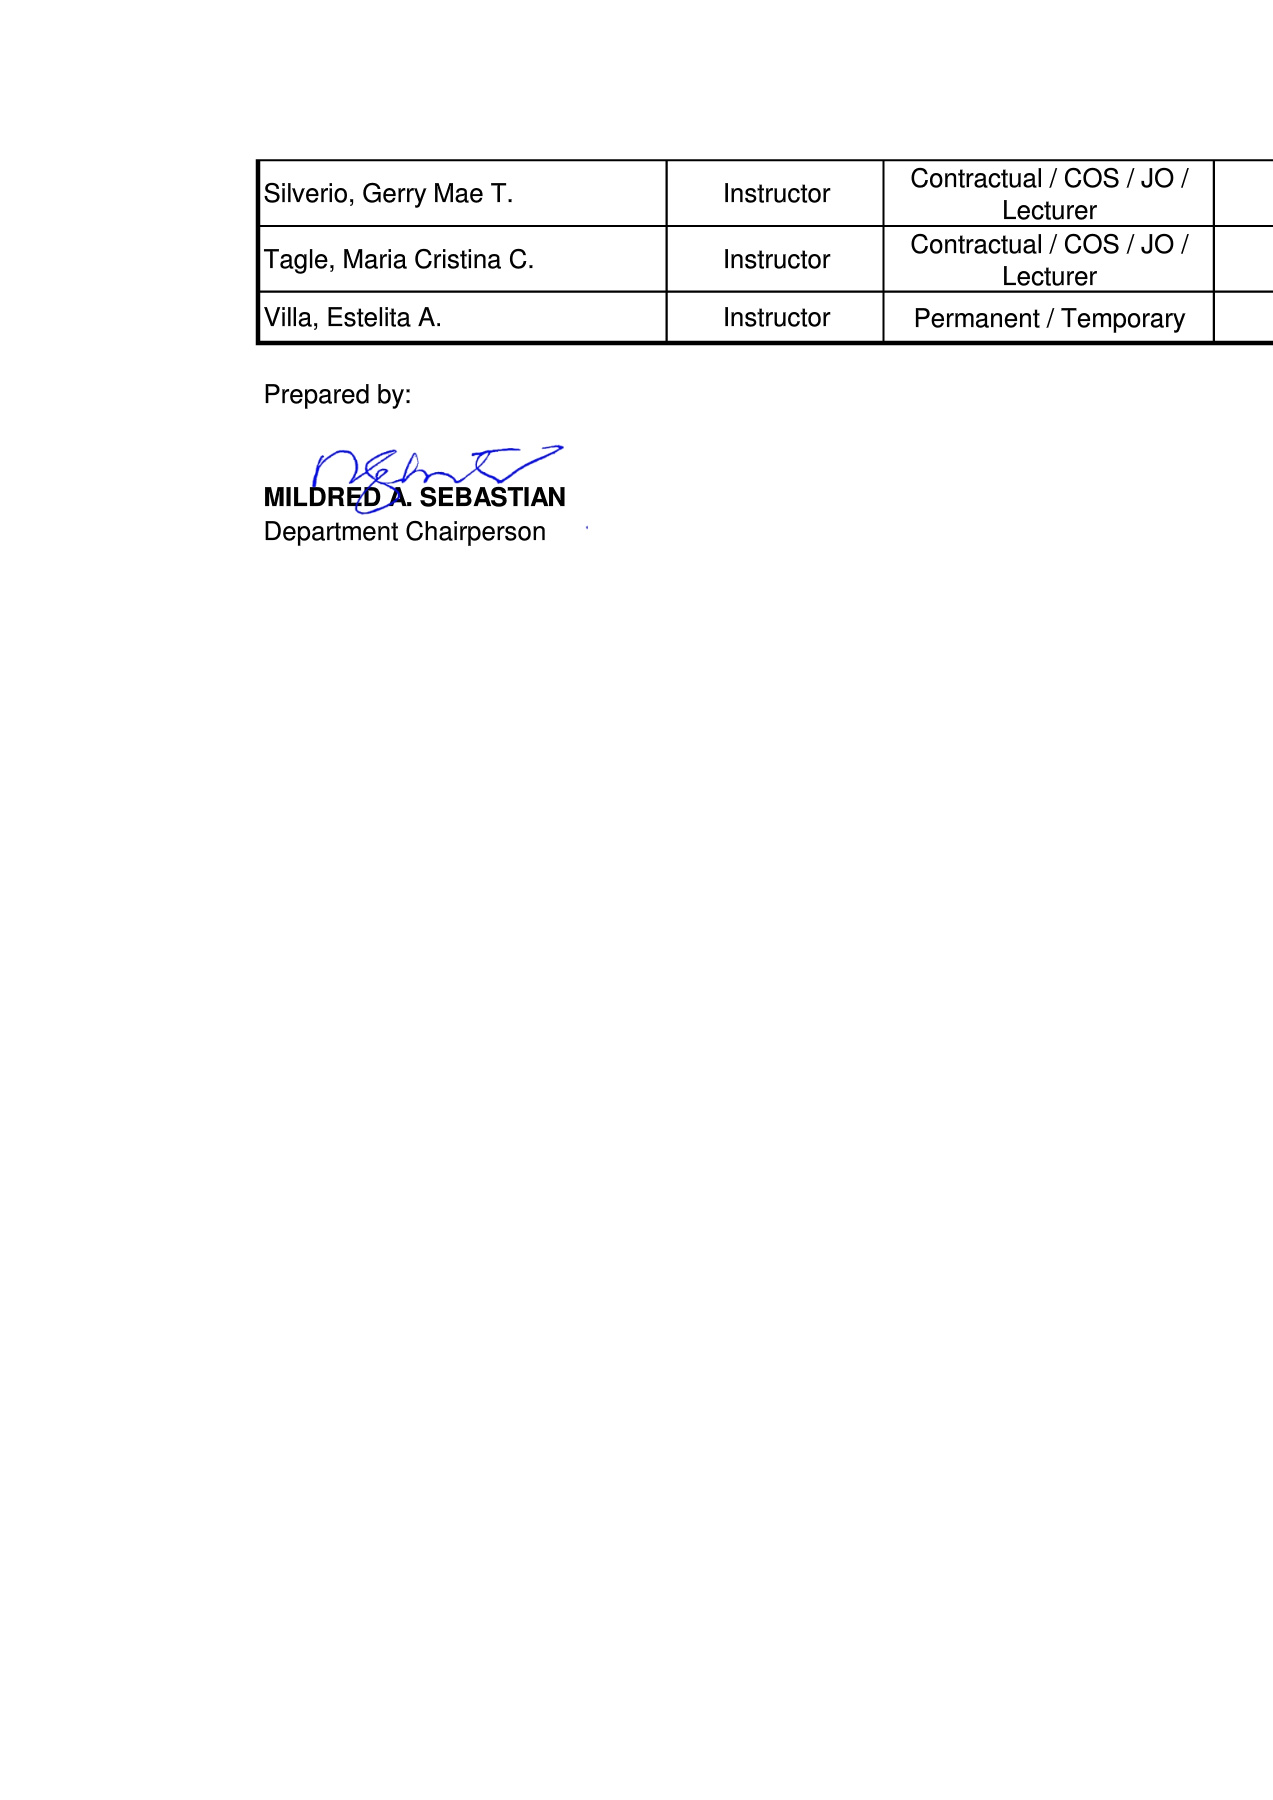 Silverio, Gerry Mae T. Instructor Contractual / COS / JO /
Lecturer
Tagle, Maria Cristina C. Instructor Contractual / COS / JO /
Lecturer
Villa, Estelita A. Instructor Permanent / Temporary
Prepared by:
MILDRED A. SEBASTIAN
Department Chairperson